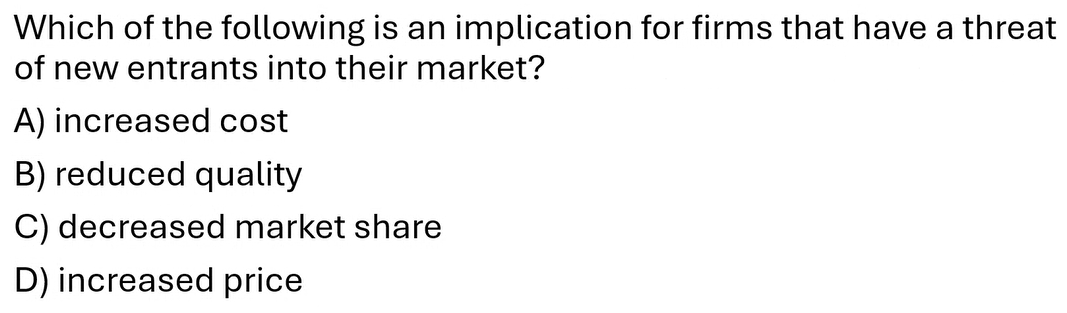 Which of the following is an implication for firms that have a threat
of new entrants into their market?
A) increased cost
B) reduced quality
C) decreased market share
D) increased price